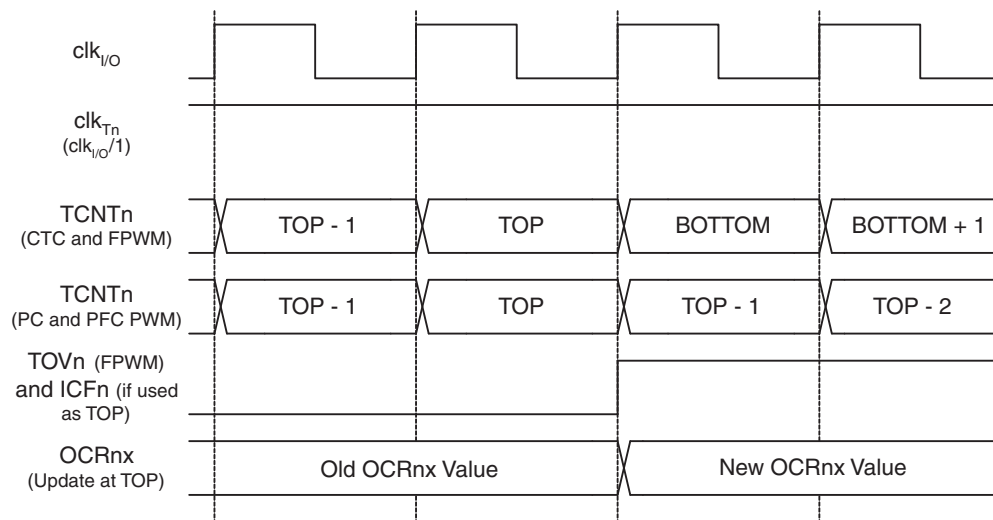 clkI/O
clkTn
(clkI/O/1)
TCNTn
(CTC and FPWM)
TOP - 1
TOP
BOTTOM
BOTTOM + 1
TCNTn
(PC and PFC PWM)
TOP - 1
TOP
TOP - 1
TOP - 2
TOVn (FPWM)
and ICFn (if used
as TOP)
OCRnx
(Update at TOP)
Old OCRnx Value
New OCRnx Value